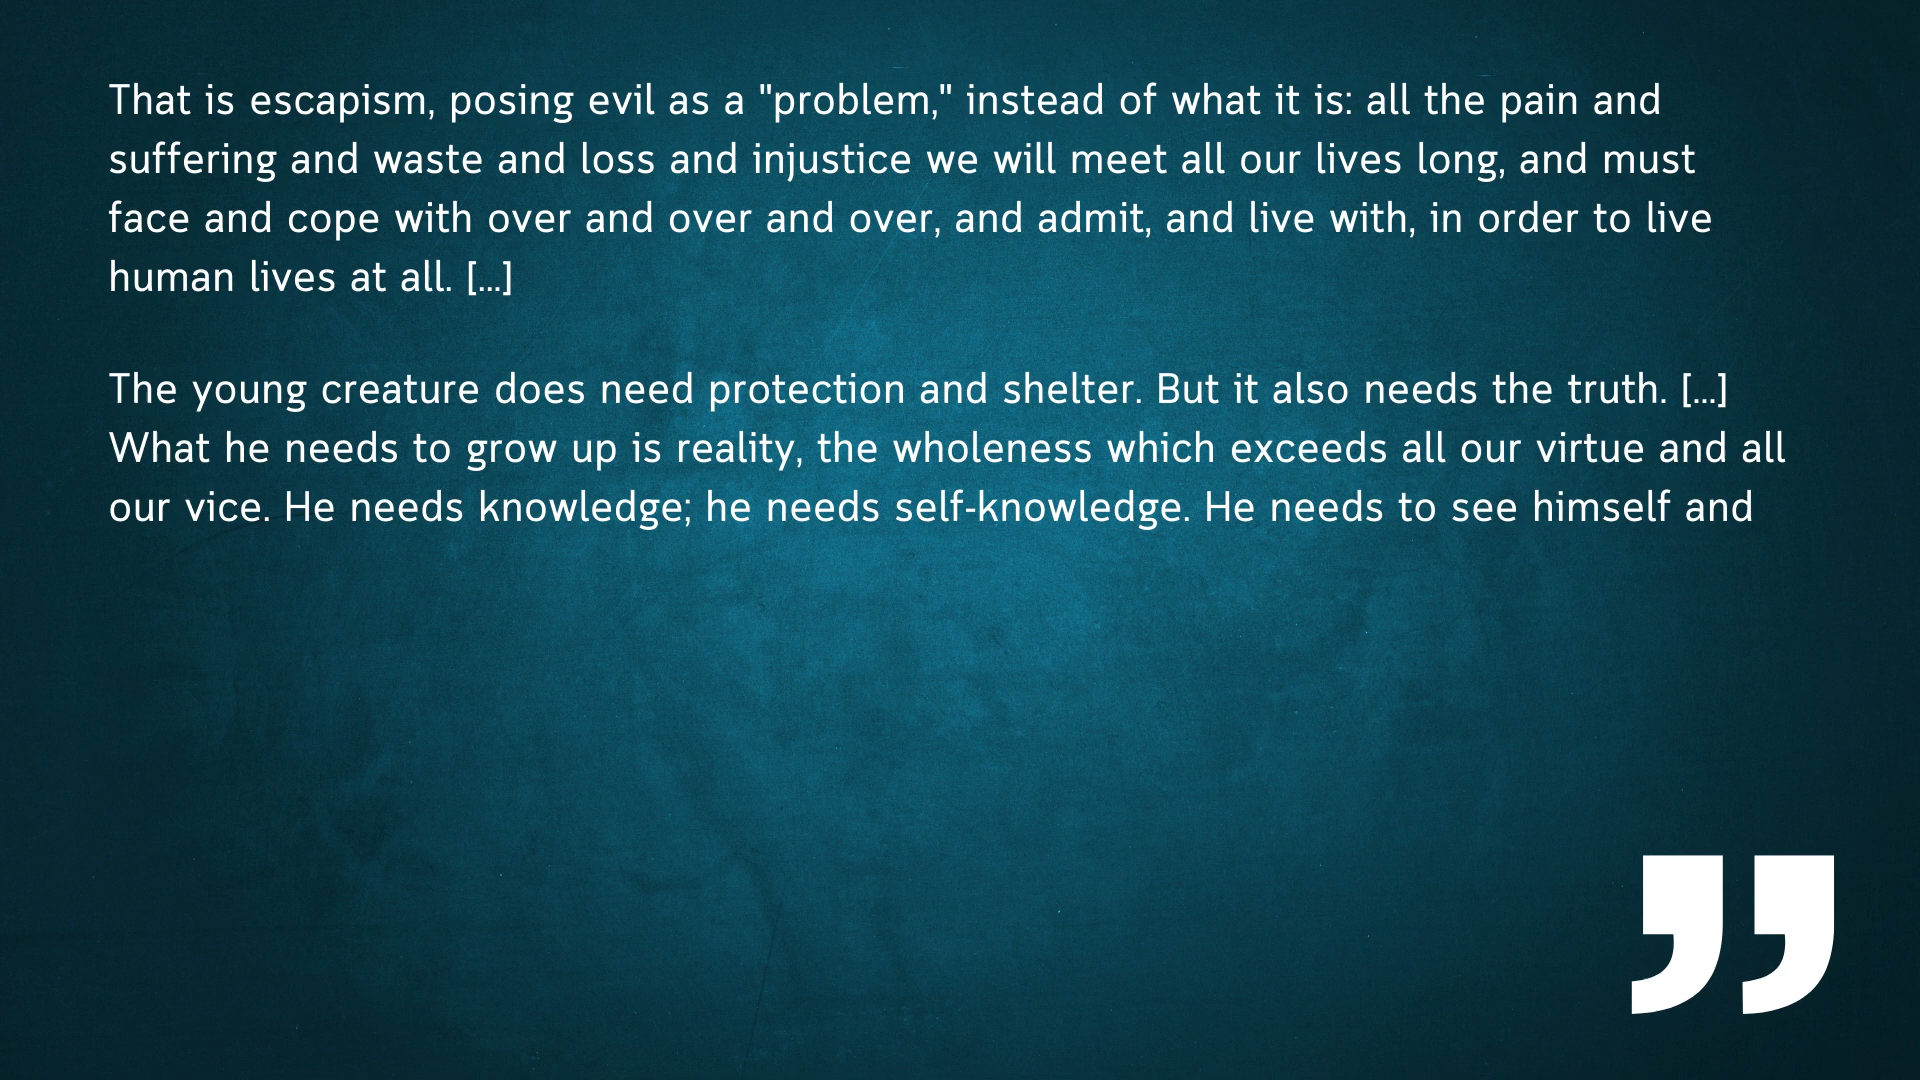 That is escapism, posing evil as a "problem," instead of what it is: all the pain and
suffering and waste and loss and injustice we will meet all our lives long, and must
face and cope with over and over and over, and admit, and live with, in order to live
human lives at all. [...]
The young creature does need protection and shelter. But it also needs the truth. [...]
What he needs to grow up is reality, the wholeness which exceeds all our virtue and all
our vice. He needs knowledge; he needs self-knowledge. He needs to see himself and
”